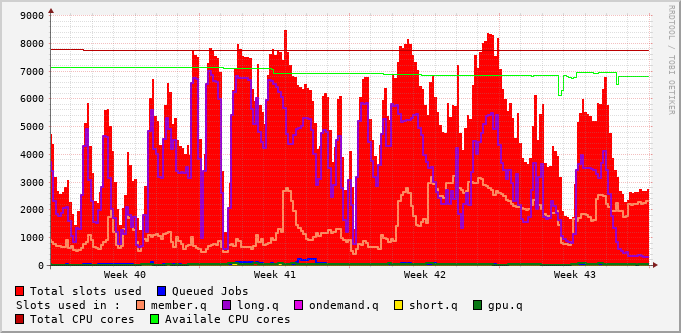 9000
8000
7000
6000
5000
4000
3000
2000
1000
0
Week 40 Week 41 Week 42 Week 43
RRDTOOL / TOBI OETIKER
Total slots used Queued Jobs
Slots used in : member.q long.q ondemand.q short.q gpu.q
Total CPU cores Availale CPU cores